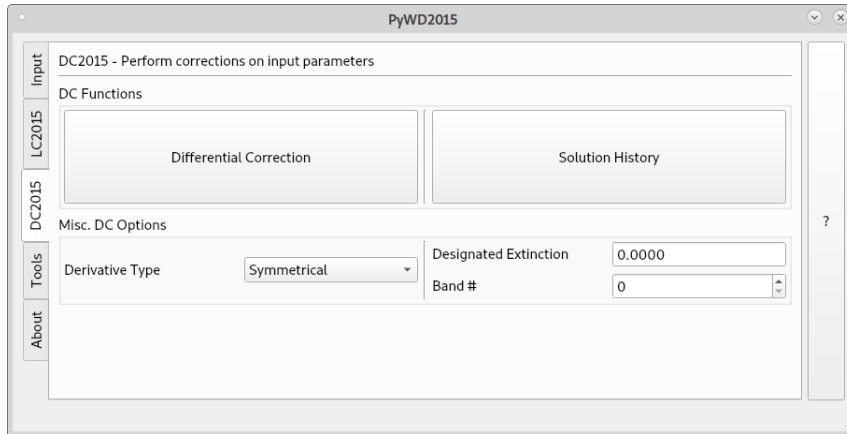 PyWD2015
Input
LC2015
DC2015
Tools
About
DC2015 - Perform corrections on input parameters
DC Functions
Differential Correction
Solution History
Misc. DC Options
Derivative Type
Symmetrical
Designated Extinction
0.0000
Band #
0
?